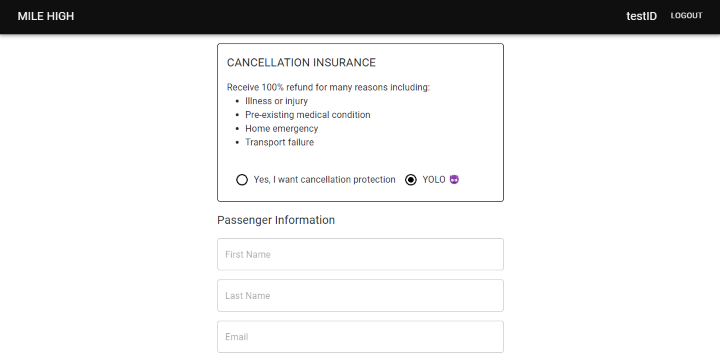 MILE HIGH
testID LOGOUT
CANCELLATION INSURANCE
Receive 100% refund for many reasons including:
• Illness or injury
• Pre-existing medical condition
• Home emergency
• Transport failure
Yes, I want cancellation protection YOLO 😎
Passenger Information
First Name
Last Name
Email